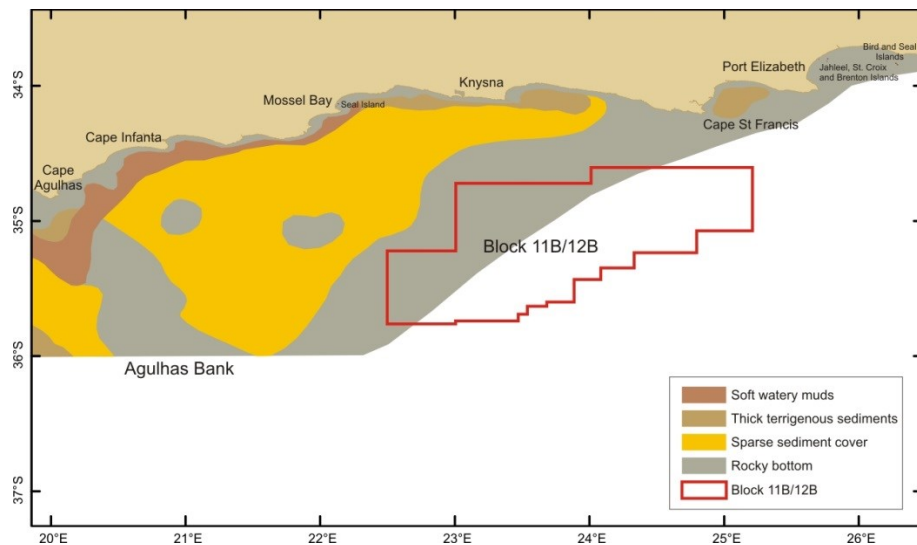 Bird and Seal
Islands
Port Elizabeth
Jahleel, St. Croix
and Brenton Islands
Knysna
34°S
Mossel Bay
Seal Island
Cape St Francis
Cape Infanta
Cape
Agulhas
35°S
Block 11B/12B
36°S
Agulhas Bank
Soft watery muds
Thick terrigenous sediments
Sparse sediment cover
Rocky bottom
Block 11B/12B
37°S
20°E
21°E
22°E
23°E
24°E
25°E
26°E